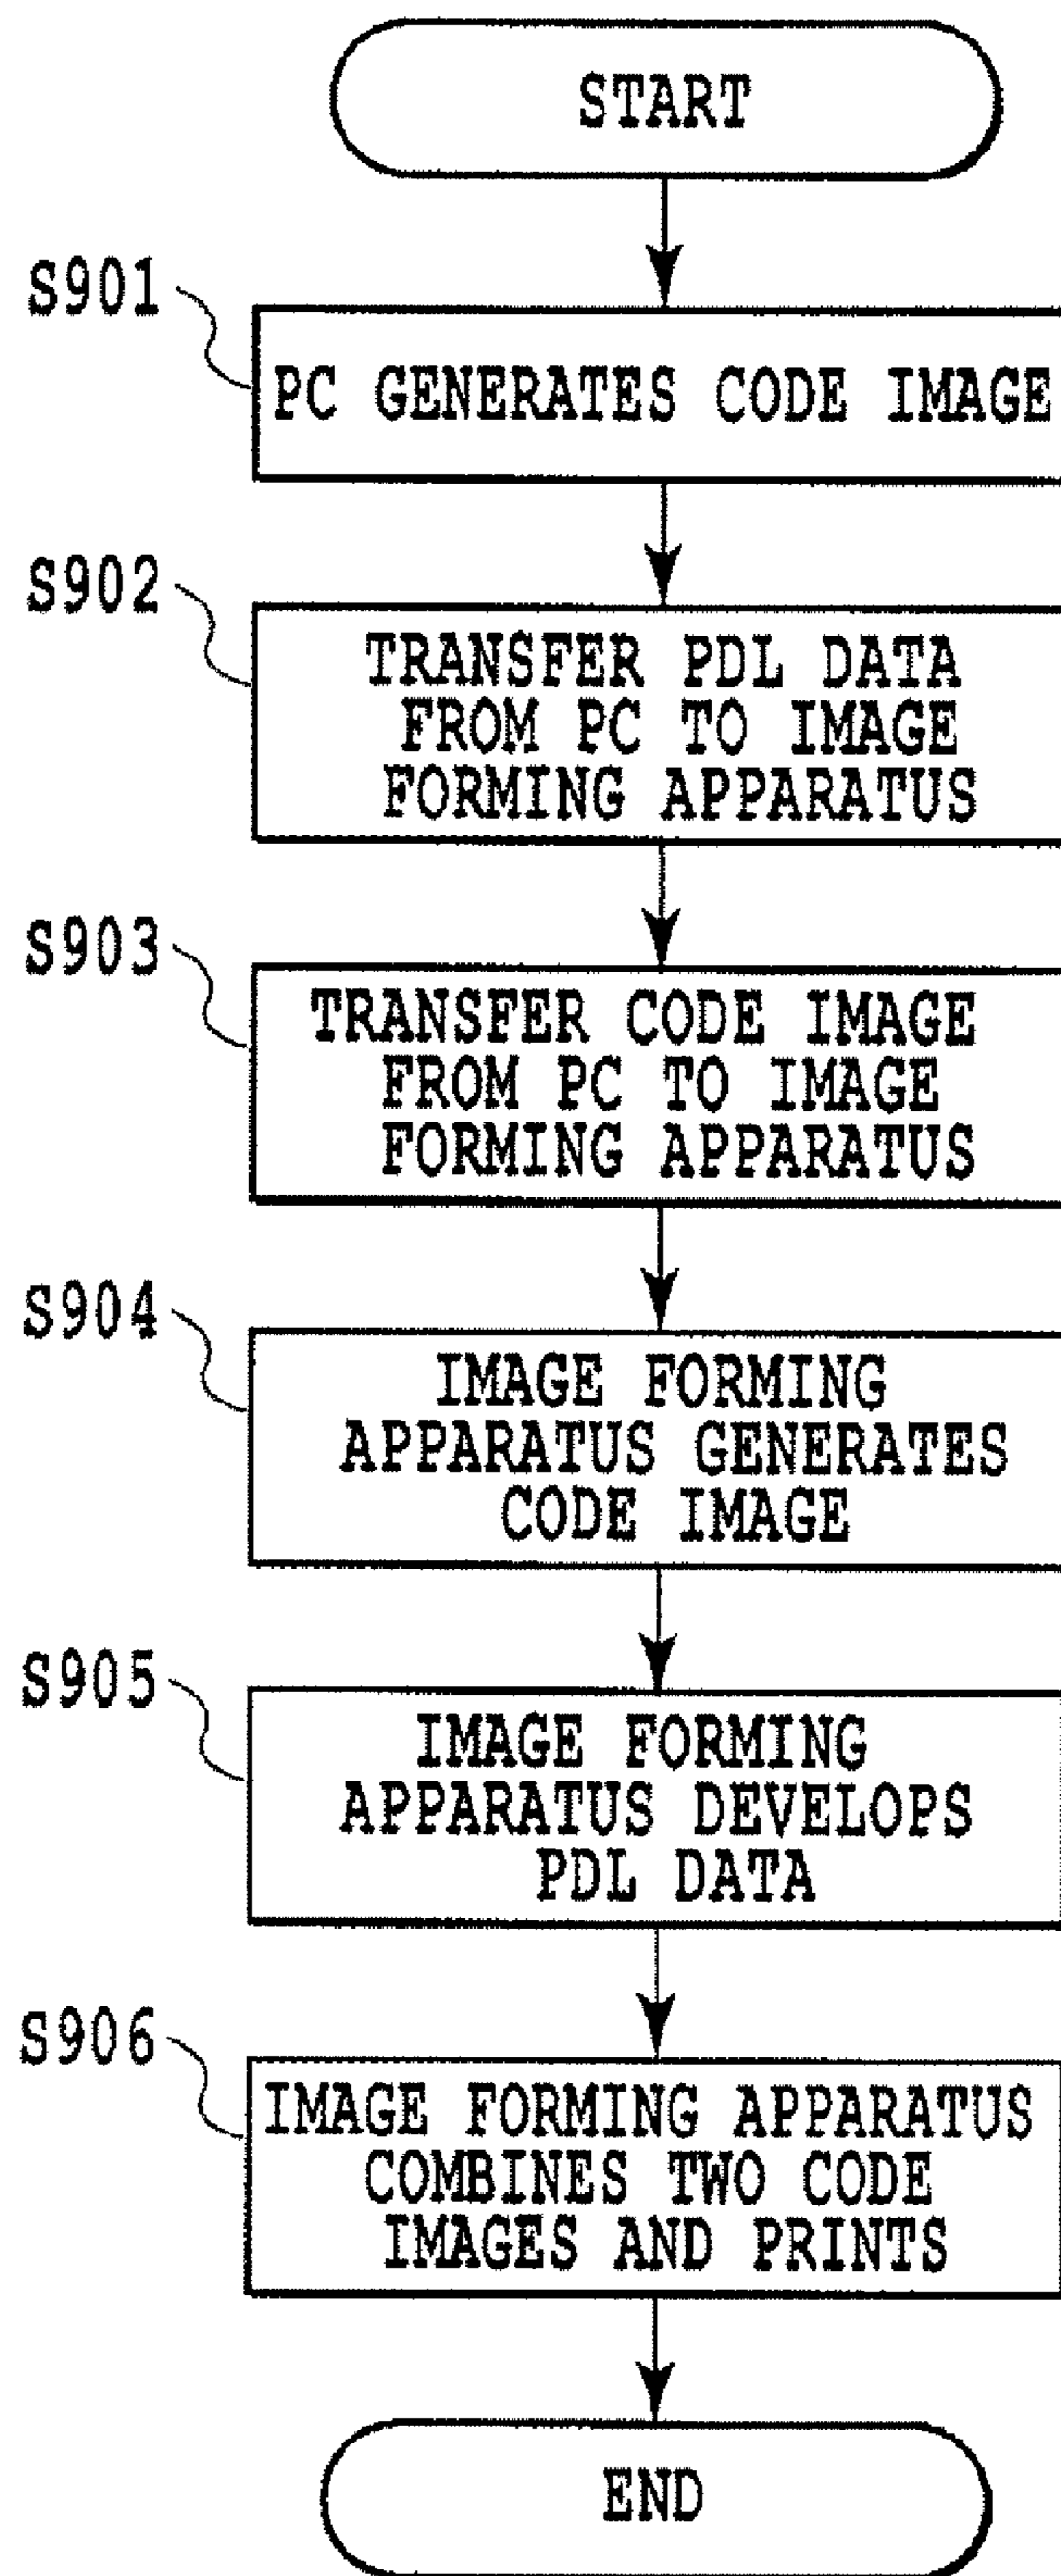 START
S901
PC GENERATES CODE IMAGE
S902
TRANSFER PDL DATA
FROM PC TO IMAGE
FORMING APPARATUS
S903
TRANSFER CODE IMAGE
FROM PC TO IMAGE
FORMING APPARATUS
S904
IMAGE FORMING
APPARATUS GENERATES
CODE IMAGE
S905
IMAGE FORMING
APPARATUS DEVELOPS
PDL DATA
S906
IMAGE FORMING APPARATUS
COMBINES TWO CODE
IMAGES AND PRINTS
END